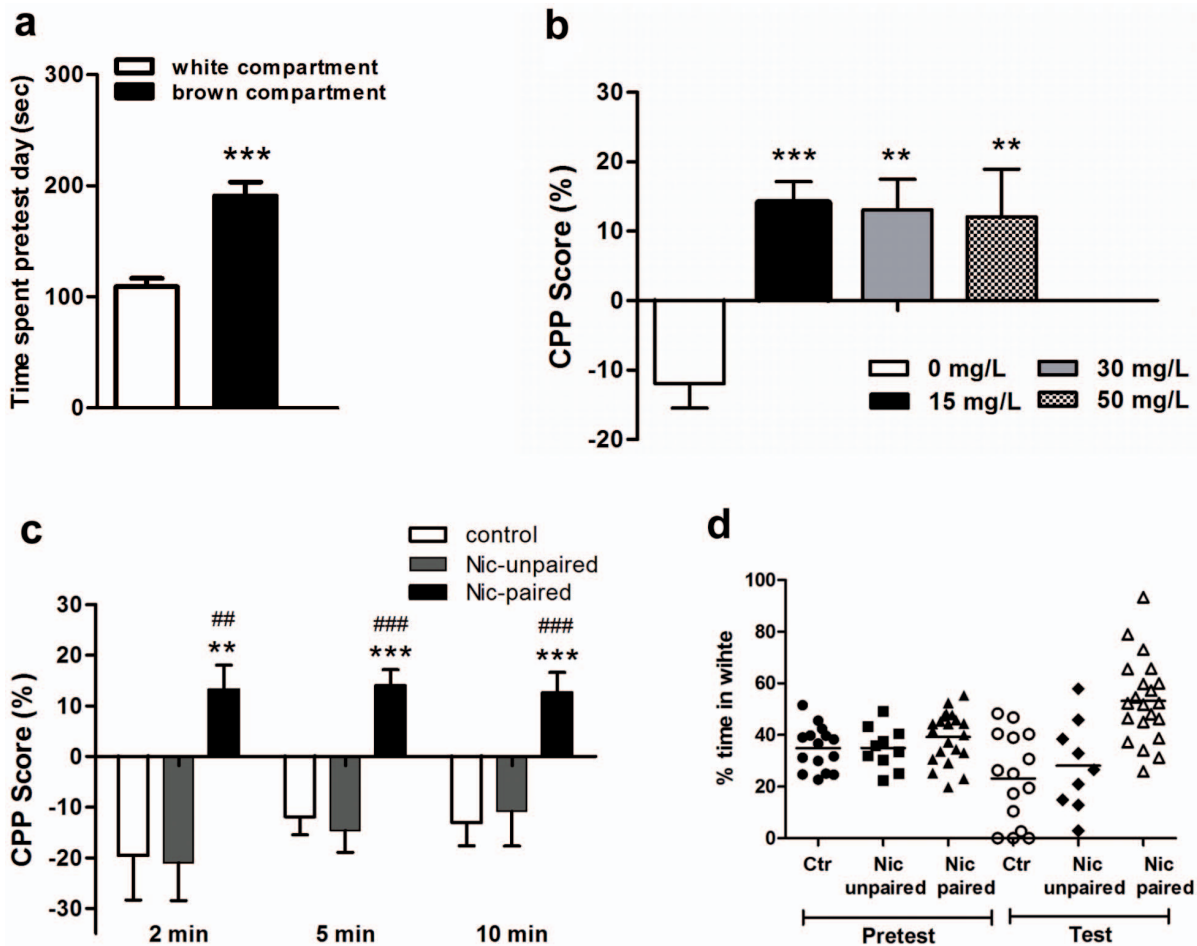 a
white compartment
brown compartment
Time spent pretest day (sec)
300
200
100
0
***
b
CPP Score (%)
30
20
10
0
-10
-20
***
**
**
0 mg/L
30 mg/L
15 mg/L
50 mg/L
c
control
Nic-unpaired
Nic-paired
CPP Score (%)
30
20
10
0
-10
-20
-30
##
**
###
***
###
***
2 min
5 min
10 min
d
% time in wihte
100
80
60
40
20
0
Ctr
Nic
unpaired
Nic
paired
Ctr
Nic
unpaired
Nic
paired
Pretest
Test